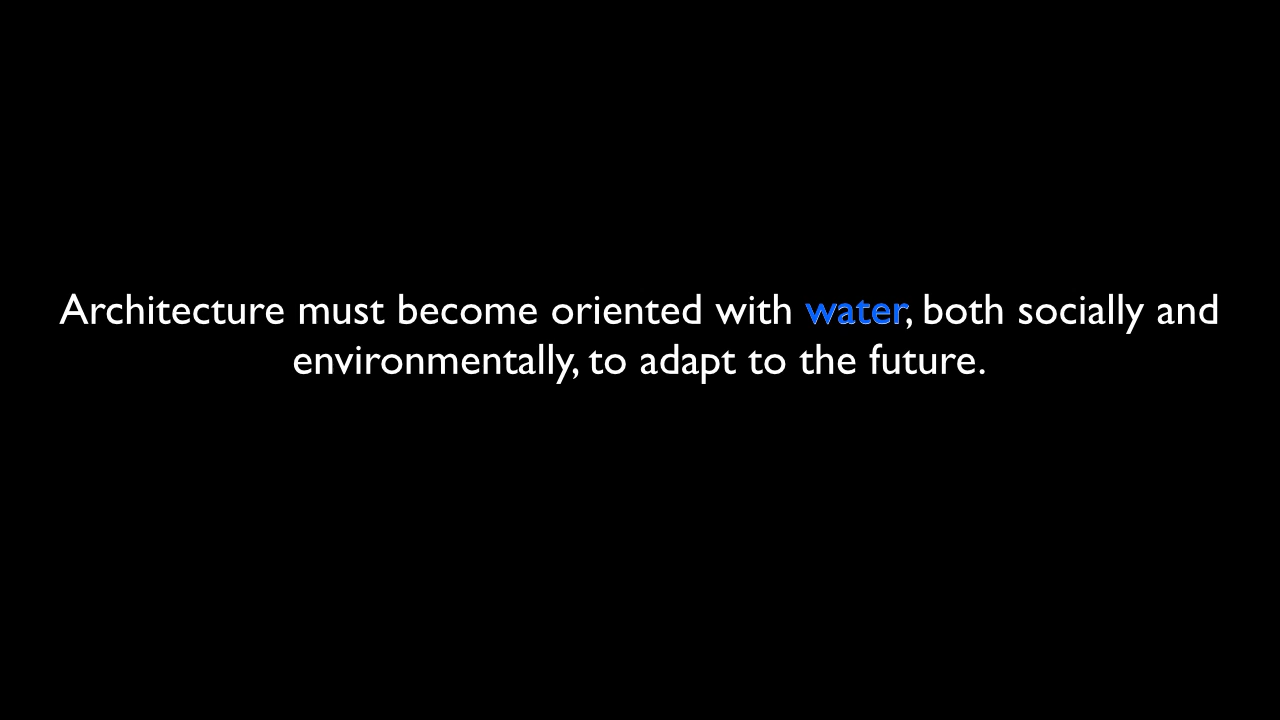 Architecture must become oriented with water, both socially and
environmentally, to adapt to the future.